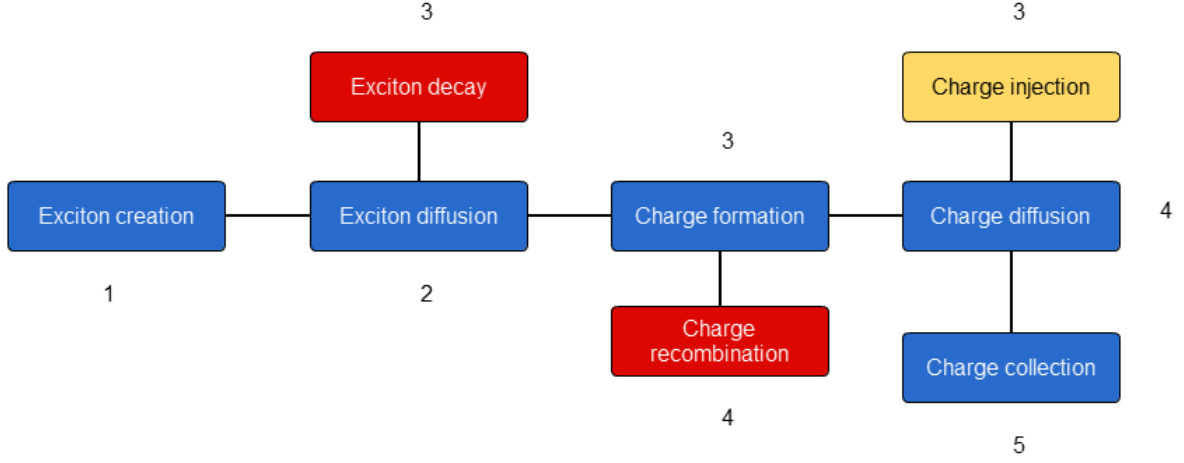 3
3
Exciton decay
Charge injection
3
Exciton creation
Exciton diffusion
Charge formation
Charge diffusion
4
1
2
Charge
recombination
Charge collection
4
5